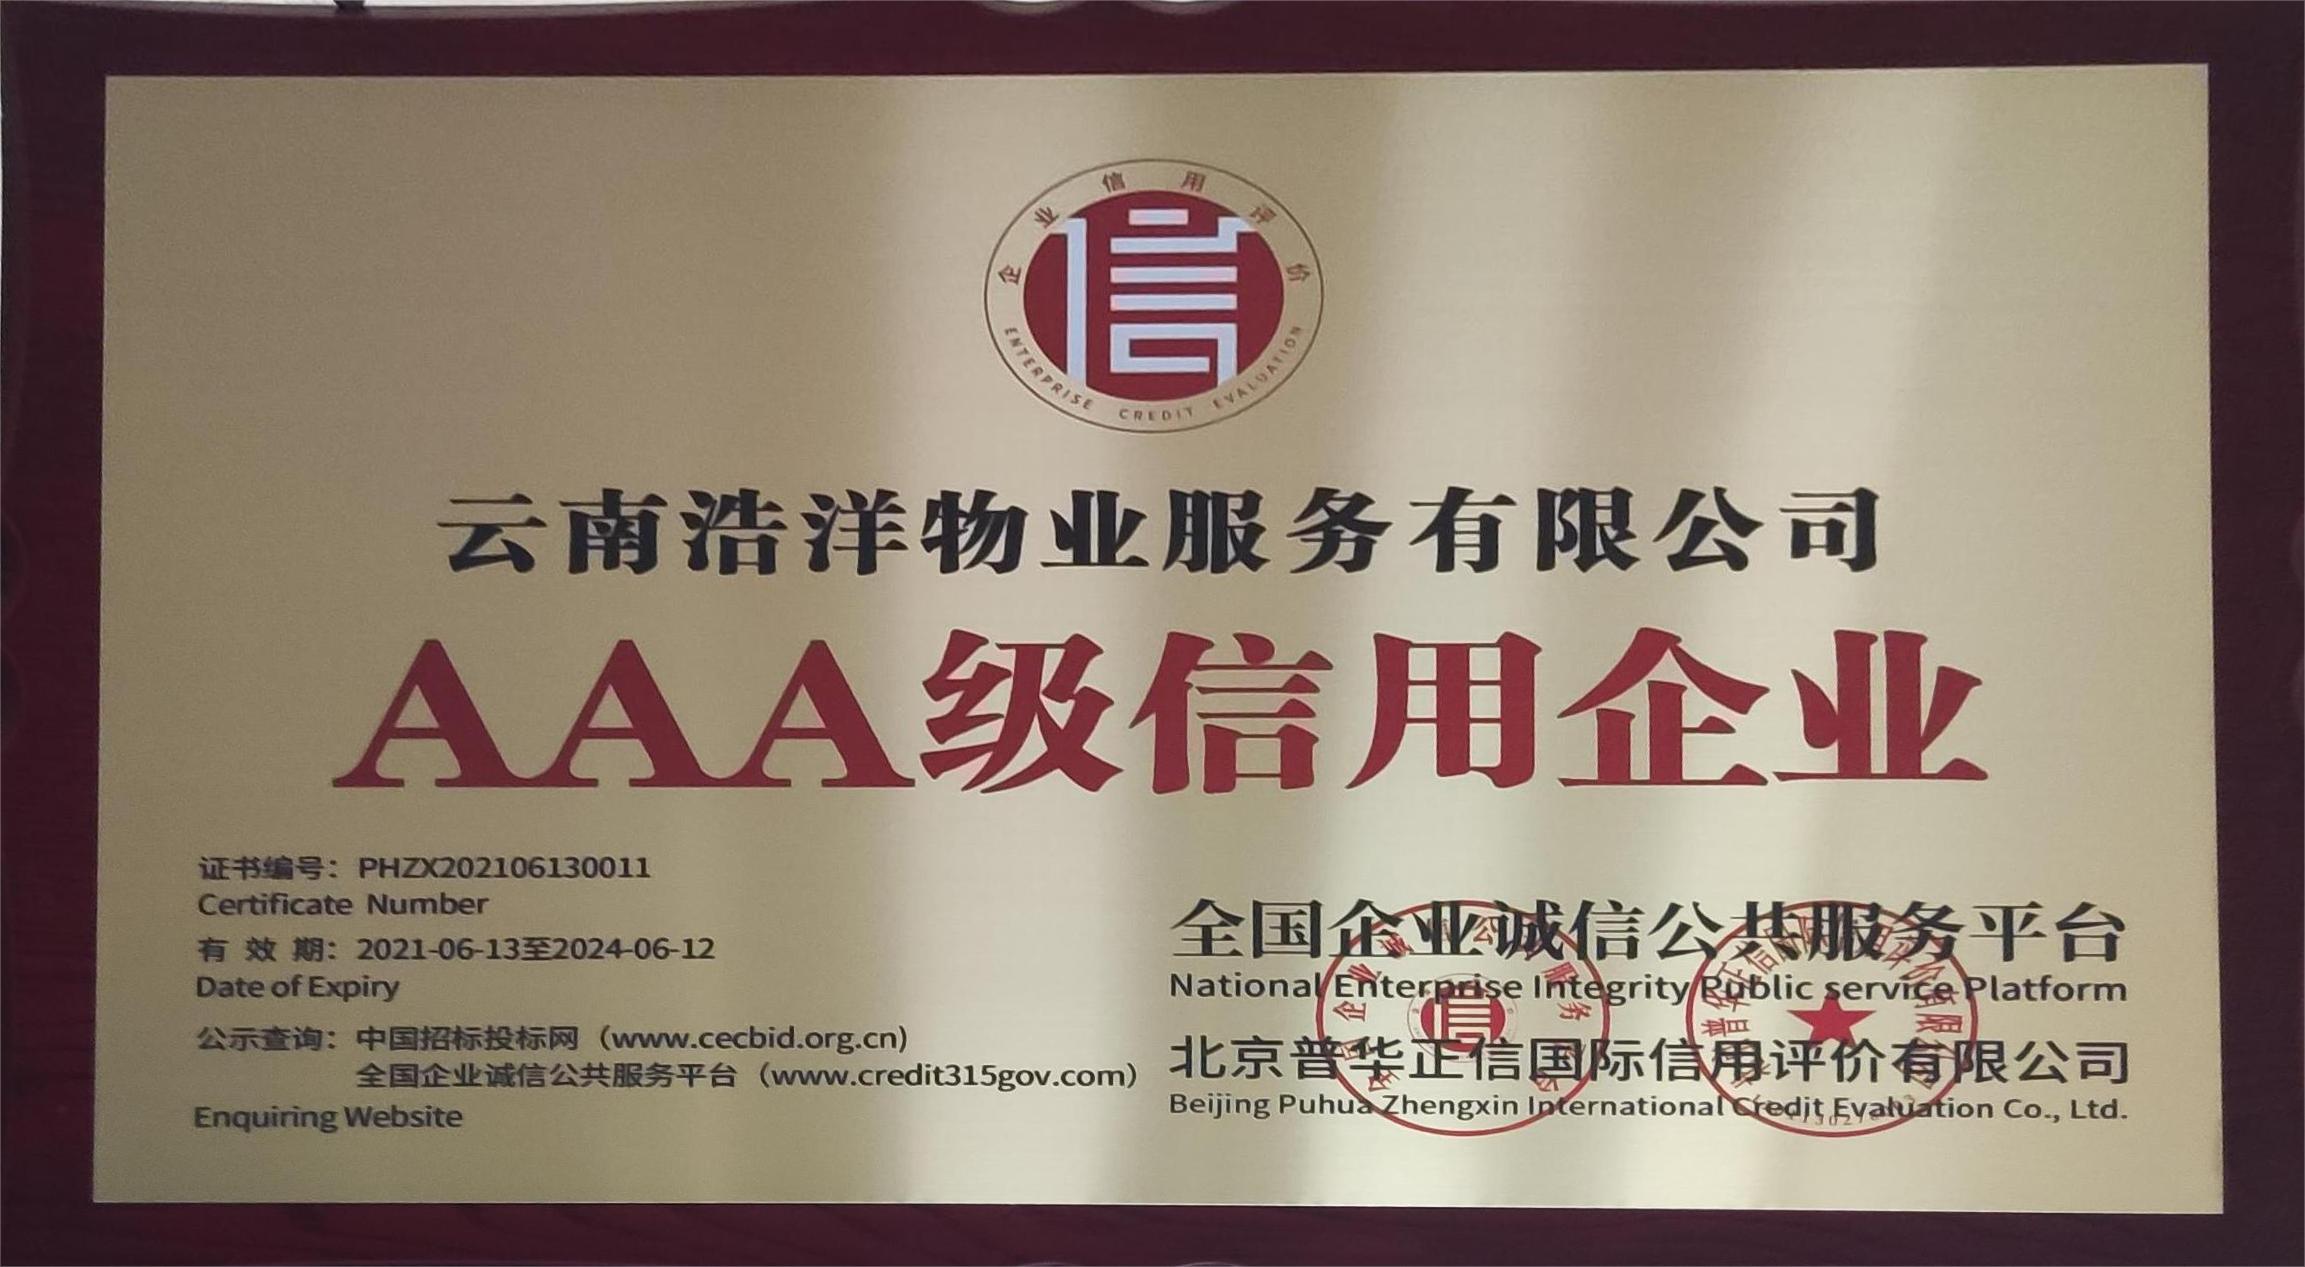 企业信用评价
信
ENTERPRISE CREDIT EVALUATION
云南浩洋物业服务有限公司
AAA级信用企业
证书编号：PHZX202106130011
Certificate Number
有 效 期：2021-06-13至2024-06-12
Date of Expiry
公示查询：中国招标投标网（www.cecbid.org.cn)
全国企业诚信公共服务平台（www.credit315gov.com）
Enquiring Website
全国企业诚信公共服务平台
National Enterprise Integrity Public service Platform
北京普华正信国际信用评价有限公司
Beijing Puhua Zhengxin International Credit Evaluation Co., Ltd.